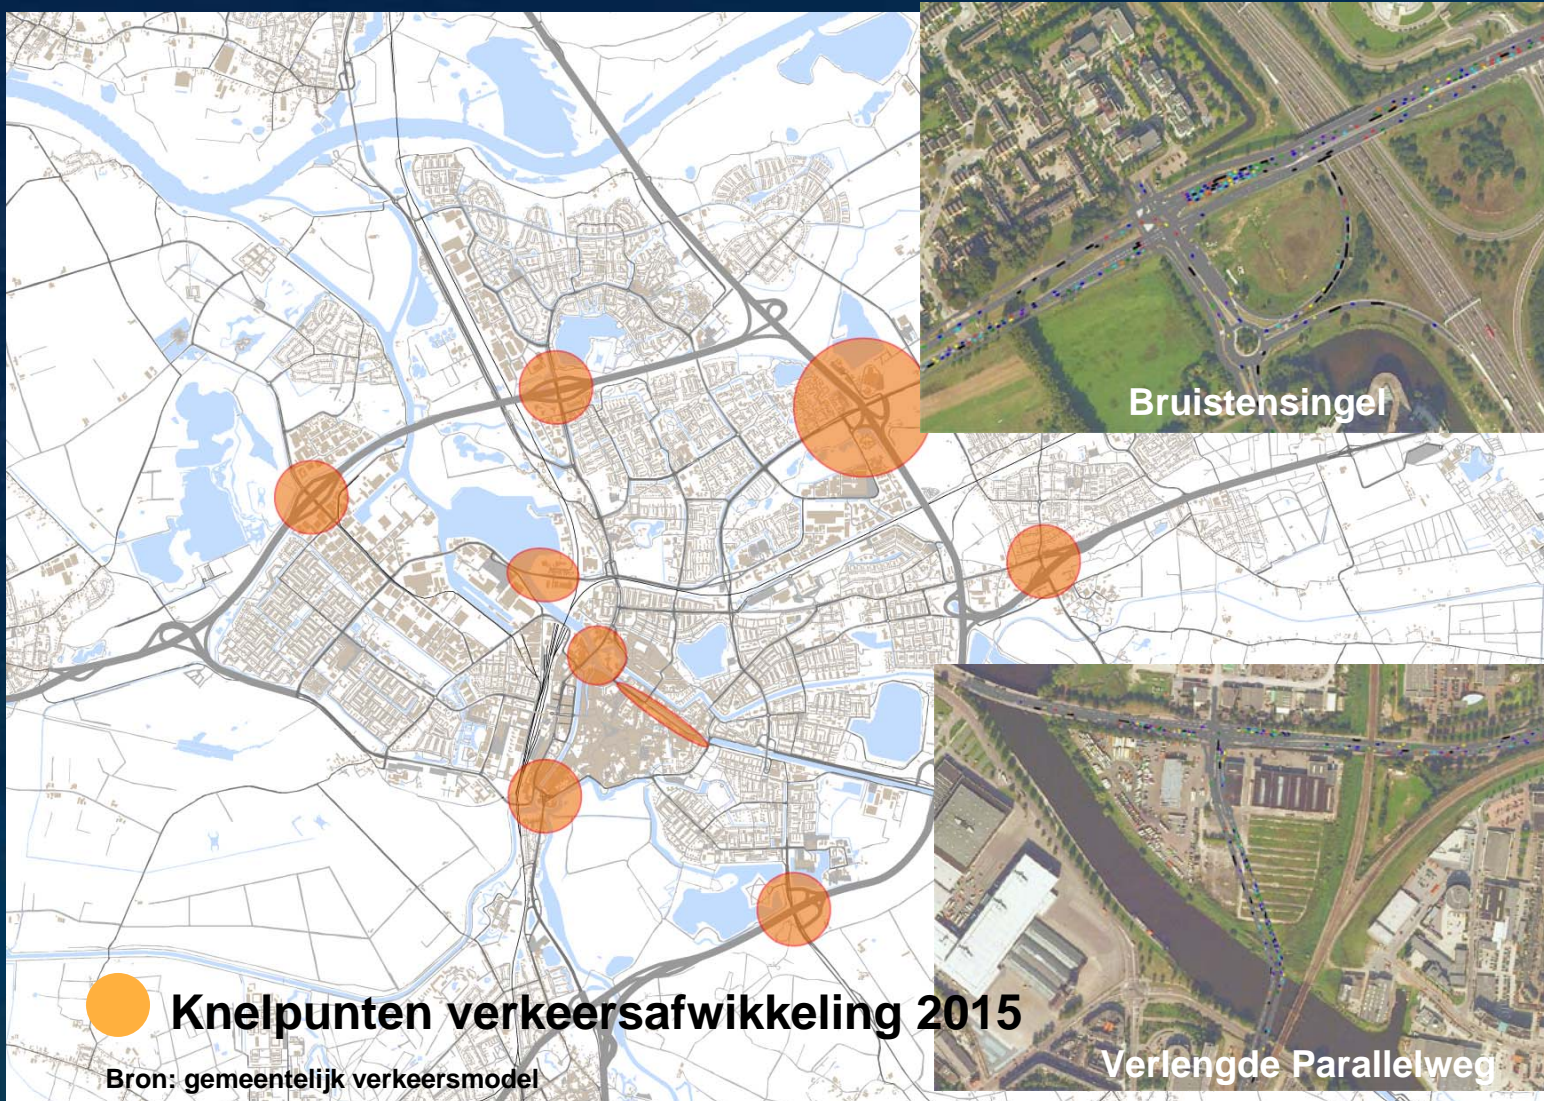 Bruistensingel
Knelpunten verkeersafwikkeling 2015
Verlengde Parallelweg
Bron: gemeentelijk verkeersmodel